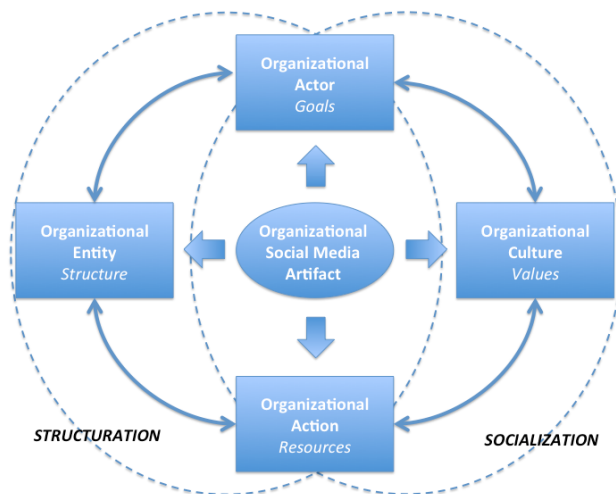 Organizational
Actor
Goals
Organizational
Entity
Structure
Organizational
Social Media
Artifact
Organizational
Culture
Values
Organizational
Action
Resources
STRUCTURATION
SOCIALIZATION